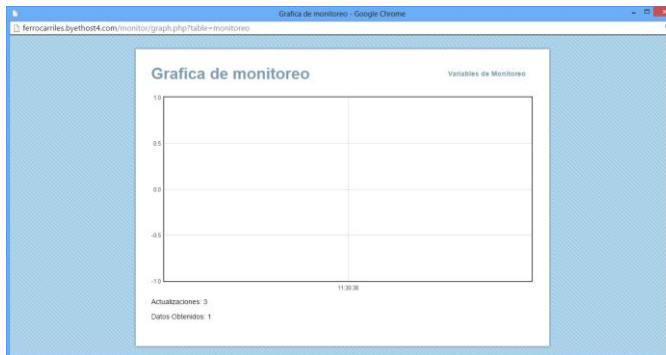 Grafica de monitoreo - Google Chrome
ferrocarriles.byethost4.com/monitor/graph.php?table=monitoreo
Grafica de monitoreo
Variables de Monitoreo
1.0
0.5
0.0
-0.5
-1.0
11:30:36
Actualizaciones: 3
Datos Obtenidos: 1